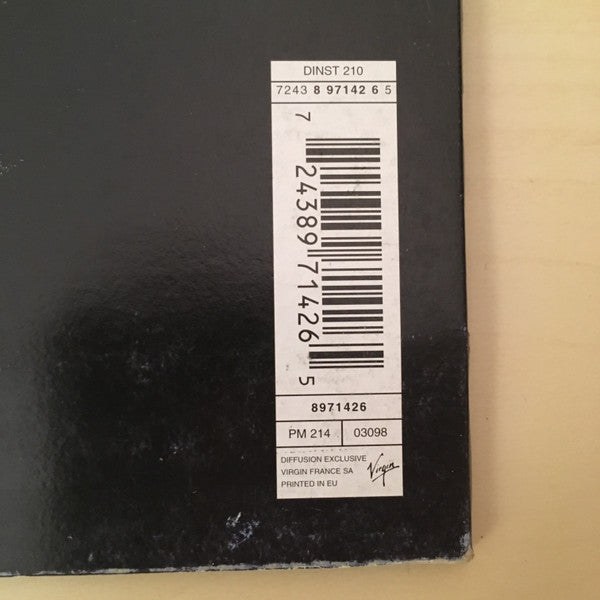 DINST 210
7243 8 97142 6 5
7 24389 71426 5
8971426
PM 214 03098
DIFFUSION EXCLUSIVE
VIRGIN FRANCE SA
PRINTED IN EU
Virgin